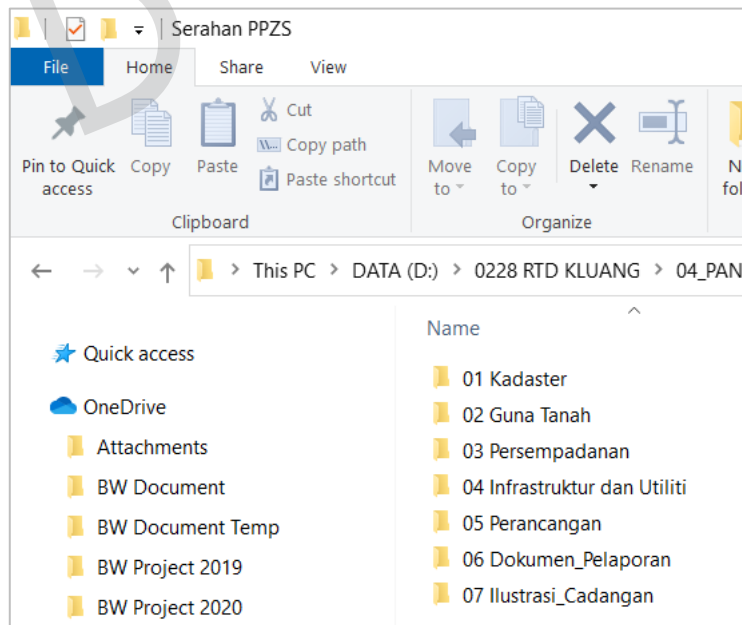 Serahan PPZS
File Home Share View
Pin to Quick access
Copy
Paste
Cut
Copy path
Paste shortcut
Move to
Copy to
Delete
Rename
Clipboard
Organize
This PC > DATA (D:) > 0228 RTD KLUANG > 04_PAN
Quick access
OneDrive
Attachments
BW Document
BW Document Temp
BW Project 2019
BW Project 2020
Name
01 Kadaster
02 Guna Tanah
03 Persempadanan
04 Infrastruktur dan Utiliti
05 Perancangan
06 Dokumen_Pelaporan
07 Ilustrasi_Cadangan